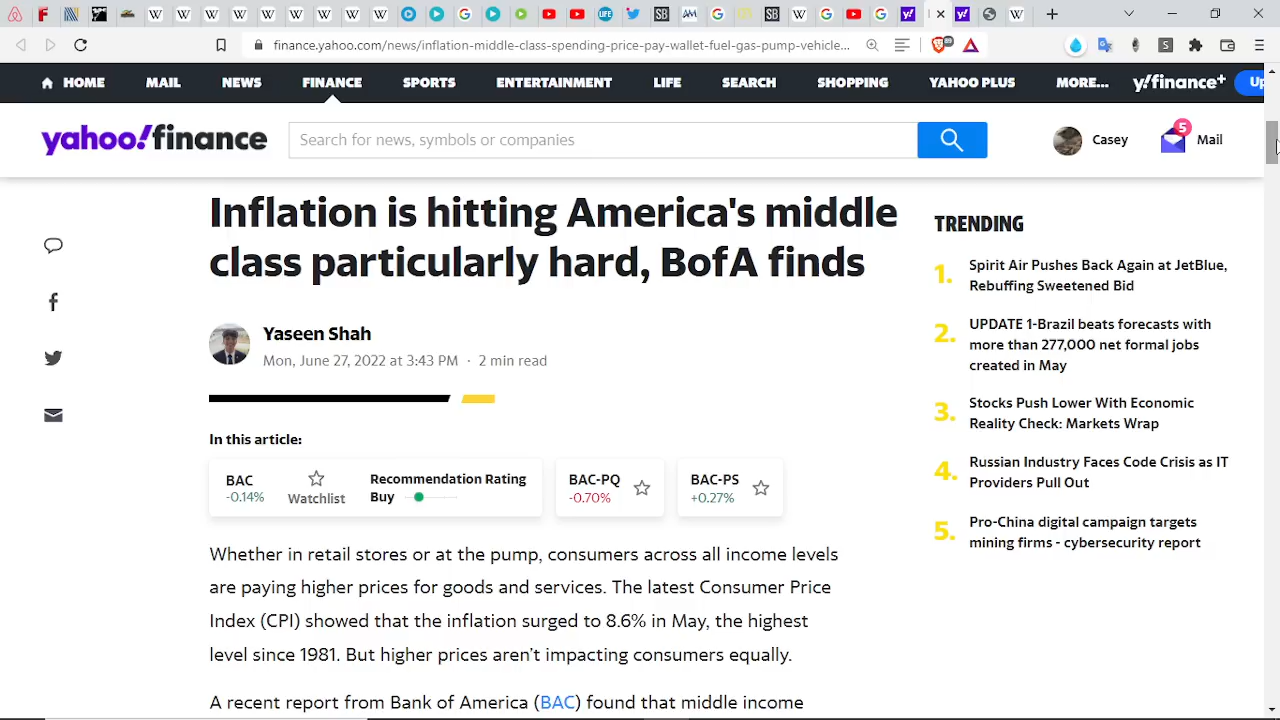 finance.yahoo.com/news/inflation-middle-class-spending-price-pay-wallet-fuel-gas-pump-vehicle...
HOME MAIL NEWS FINANCE SPORTS ENTERTAINMENT LIFE SEARCH SHOPPING YAHOO PLUS MORE... y!finance+ Up
yahoo!finance
Search for news, symbols or companies
Casey
5
Mail
Inflation is hitting America's middle
class particularly hard, BofA finds
Yaseen Shah
Mon, June 27, 2022 at 3:43 PM · 2 min read
In this article:
BAC
-0.14%
Watchlist
Recommendation Rating
Buy
BAC-PQ
-0.70%
BAC-PS
+0.27%
Whether in retail stores or at the pump, consumers across all income levels
are paying higher prices for goods and services. The latest Consumer Price
Index (CPI) showed that the inflation surged to 8.6% in May, the highest
level since 1981. But higher prices aren't impacting consumers equally.
A recent report from Bank of America (BAC) found that middle income
TRENDING
1. Spirit Air Pushes Back Again at JetBlue,
Rebuffing Sweetened Bid
2. UPDATE 1-Brazil beats forecasts with
more than 277,000 net formal jobs
created in May
3. Stocks Push Lower With Economic
Reality Check: Markets Wrap
4. Russian Industry Faces Code Crisis as IT
Providers Pull Out
5. Pro-China digital campaign targets
mining firms - cybersecurity report